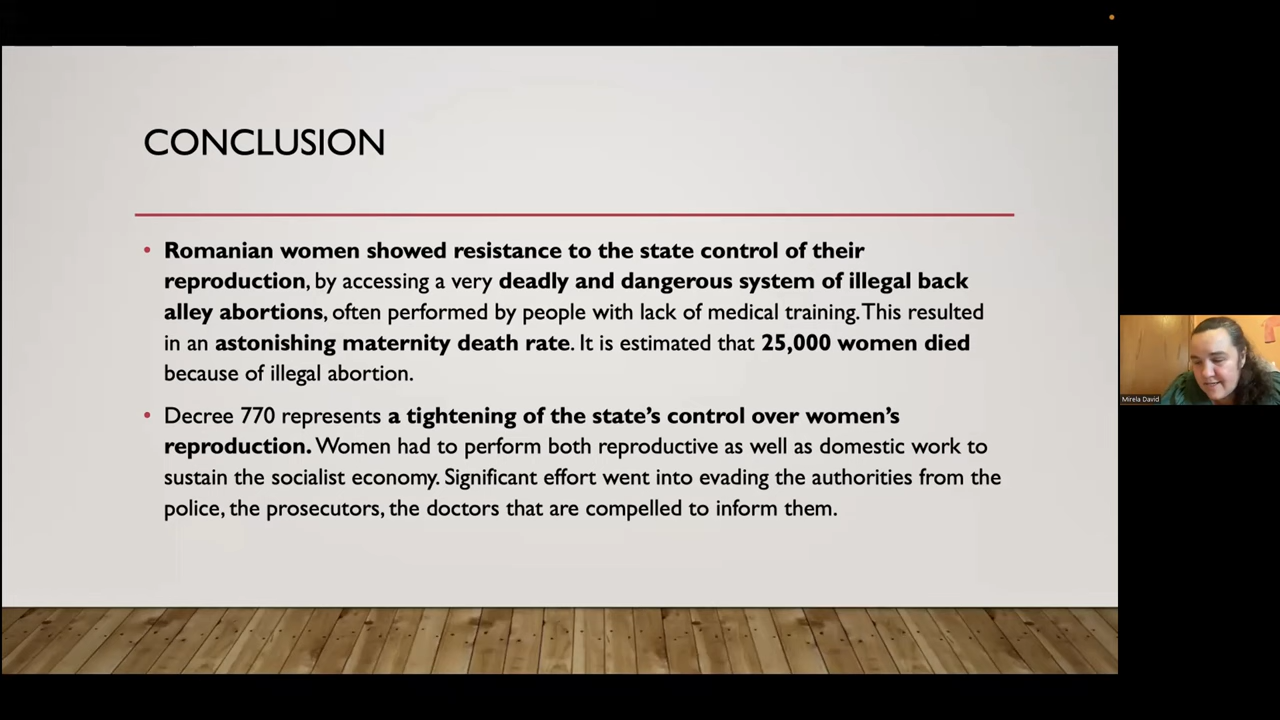 CONCLUSION
• Romanian women showed resistance to the state control of their
reproduction, by accessing a very deadly and dangerous system of illegal back
alley abortions, often performed by people with lack of medical training. This resulted
in an astonishing maternity death rate. It is estimated that 25,000 women died
because of illegal abortion.
• Decree 770 represents a tightening of the state’s control over women’s
reproduction. Women had to perform both reproductive as well as domestic work to
sustain the socialist economy. Significant effort went into evading the authorities from the
police, the prosecutors, the doctors that are compelled to inform them.
Mirela David